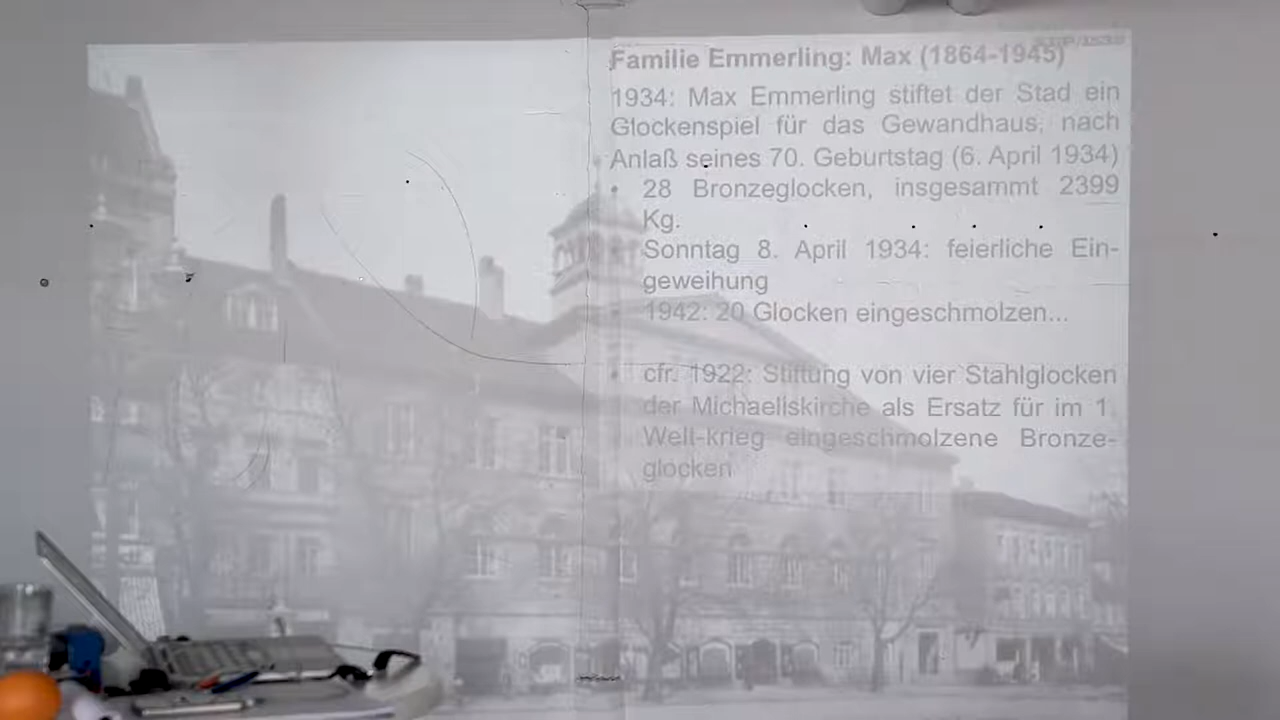 Familie Emmerling: Max (1864-1945)
1934: Max Emmerling stiftet der Stad ein
Glockenspiel für das Gewandhaus, nach
Anlaß seines 70. Geburtstag (6. April 1934)
• 28 Bronzeglocken, insgesammt 2399
Kg.
Sonntag 8. April 1934: feierliche Ein-
geweihung
1942: 20 Glocken eingeschmolzen...
• cfr. 1922: Stiftung von vier Stahlglocken
der Michaeliskirche als Ersatz für im 1.
Welt-krieg eingeschmolzene Bronze-
glocken